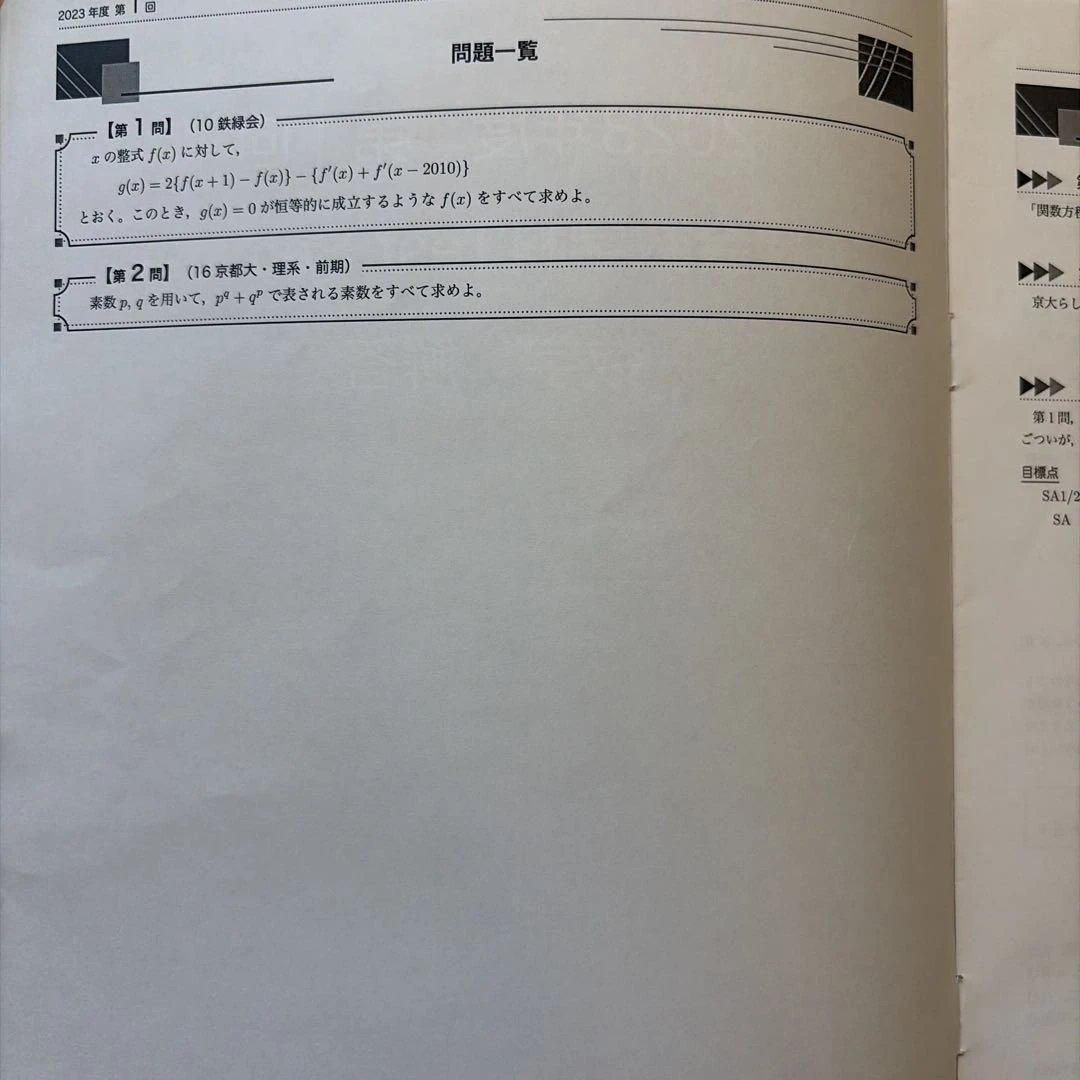 2023 年度 第 1 回
問題一覧
【第 1 問】(10 鉄緑会)
x の整式 f(x) に対して,
g(x) = 2{f(x+1) − f(x)} − {f′(x) + f′(x − 2010)}
とおく。このとき, g(x) = 0 が恒等的に成立するような f(x) をすべて求めよ。
【第 2 問】(16 京都大・理系・前期)
素数 p, q を用いて, p^q + q^p で表される素数をすべて求めよ。
「関数方程
京大らし
第 1 問,
ごついが,
目標点
SA1/2
SA